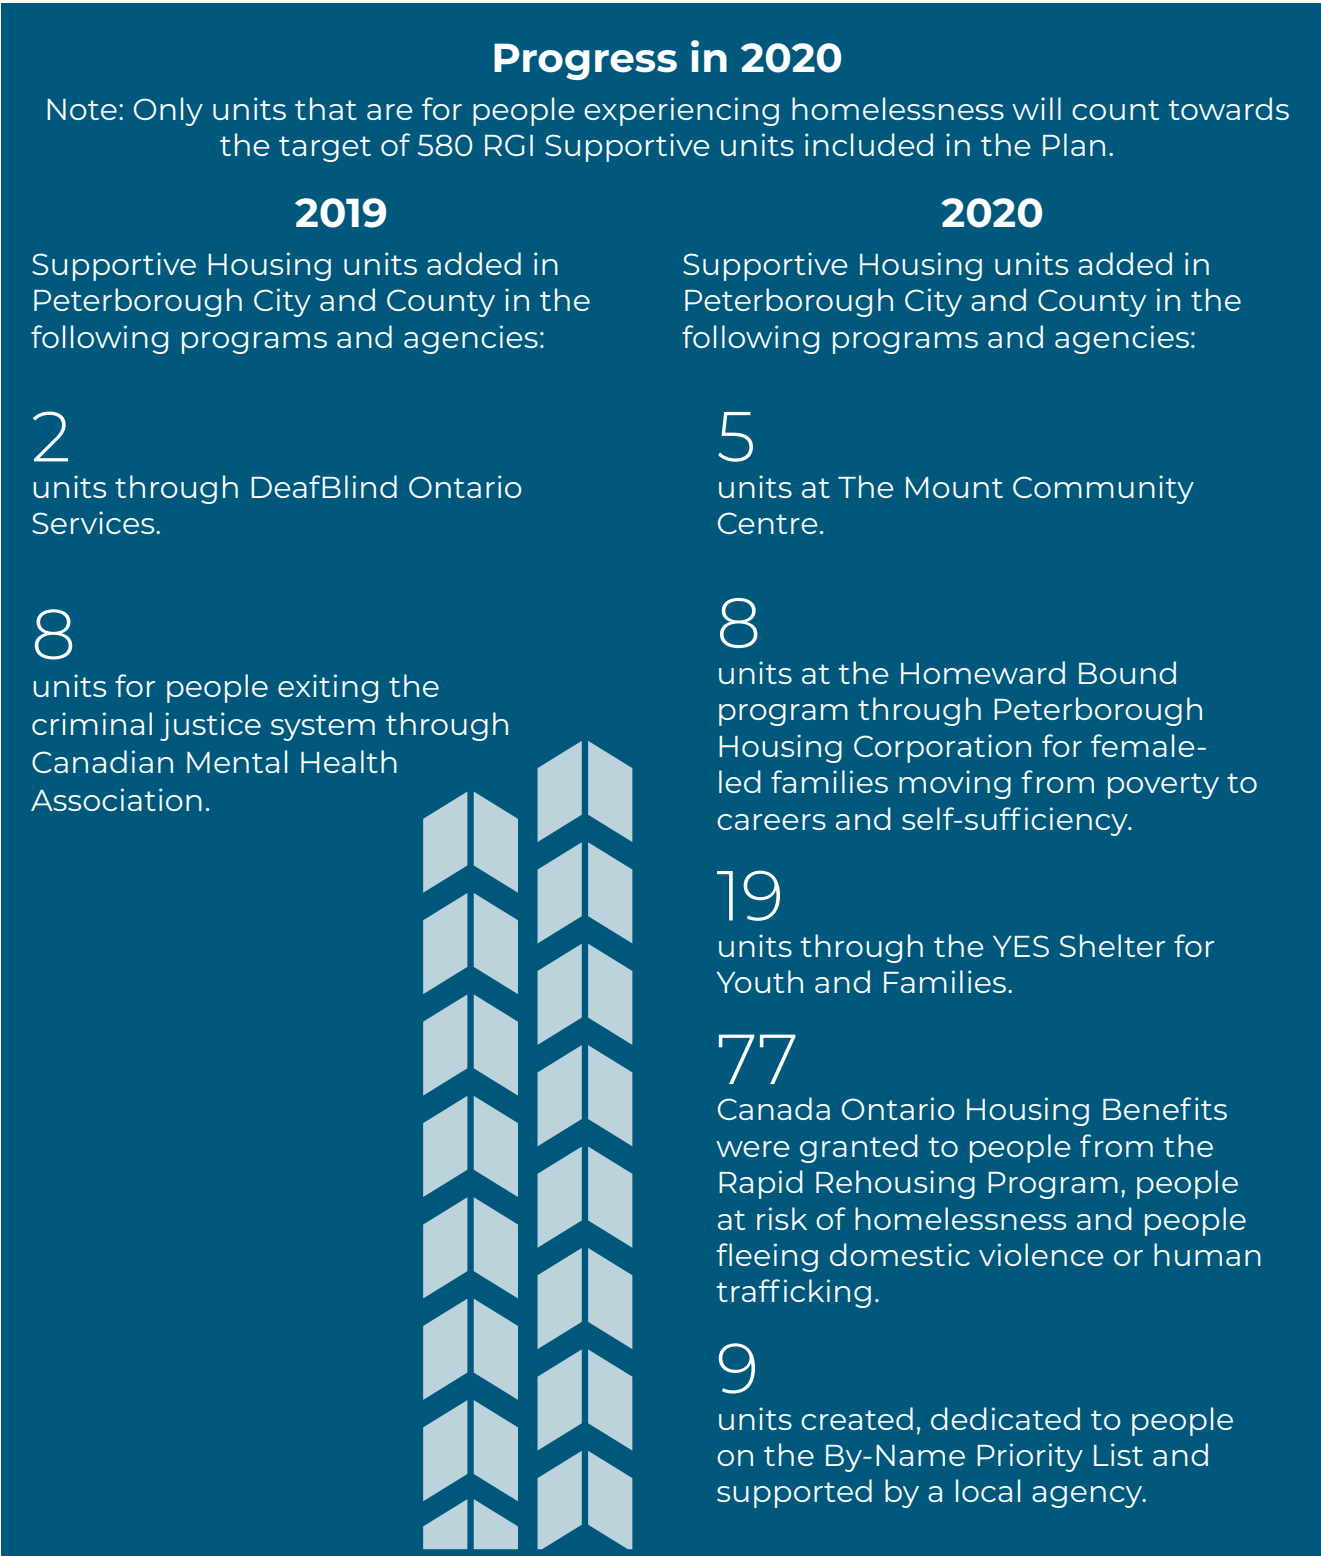 Progress in 2020
Note: Only units that are for people experiencing homelessness will count towards
the target of 580 RGI Supportive units included in the Plan.
2019
Supportive Housing units added in
Peterborough City and County in the
following programs and agencies:
2
units through DeafBlind Ontario
Services.
8
units for people exiting the
criminal justice system through
Canadian Mental Health
Association.
2020
Supportive Housing units added in
Peterborough City and County in the
following programs and agencies:
5
units at The Mount Community
Centre.
8
units at the Homeward Bound
program through Peterborough
Housing Corporation for female-
led families moving from poverty to
careers and self-sufficiency.
19
units through the YES Shelter for
Youth and Families.
77
Canada Ontario Housing Benefits
were granted to people from the
Rapid Rehousing Program, people
at risk of homelessness and people
fleeing domestic violence or human
trafficking.
9
units created, dedicated to people
on the By-Name Priority List and
supported by a local agency.